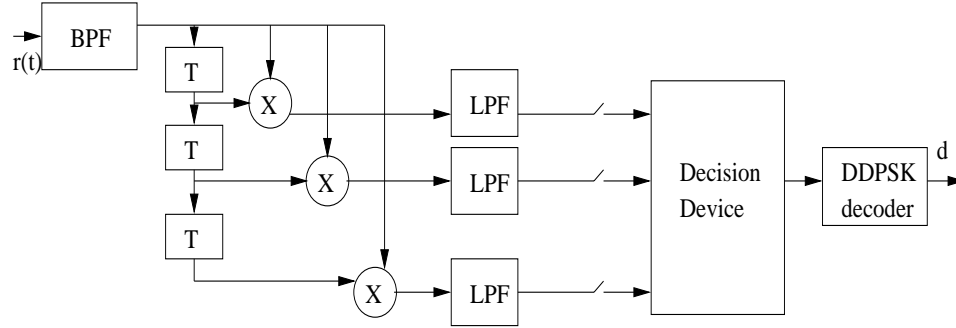 BPF
r(t)
T
X
LPF
T
X
LPF
Decision
Device
DDPSK
decoder
d
T
X
LPF